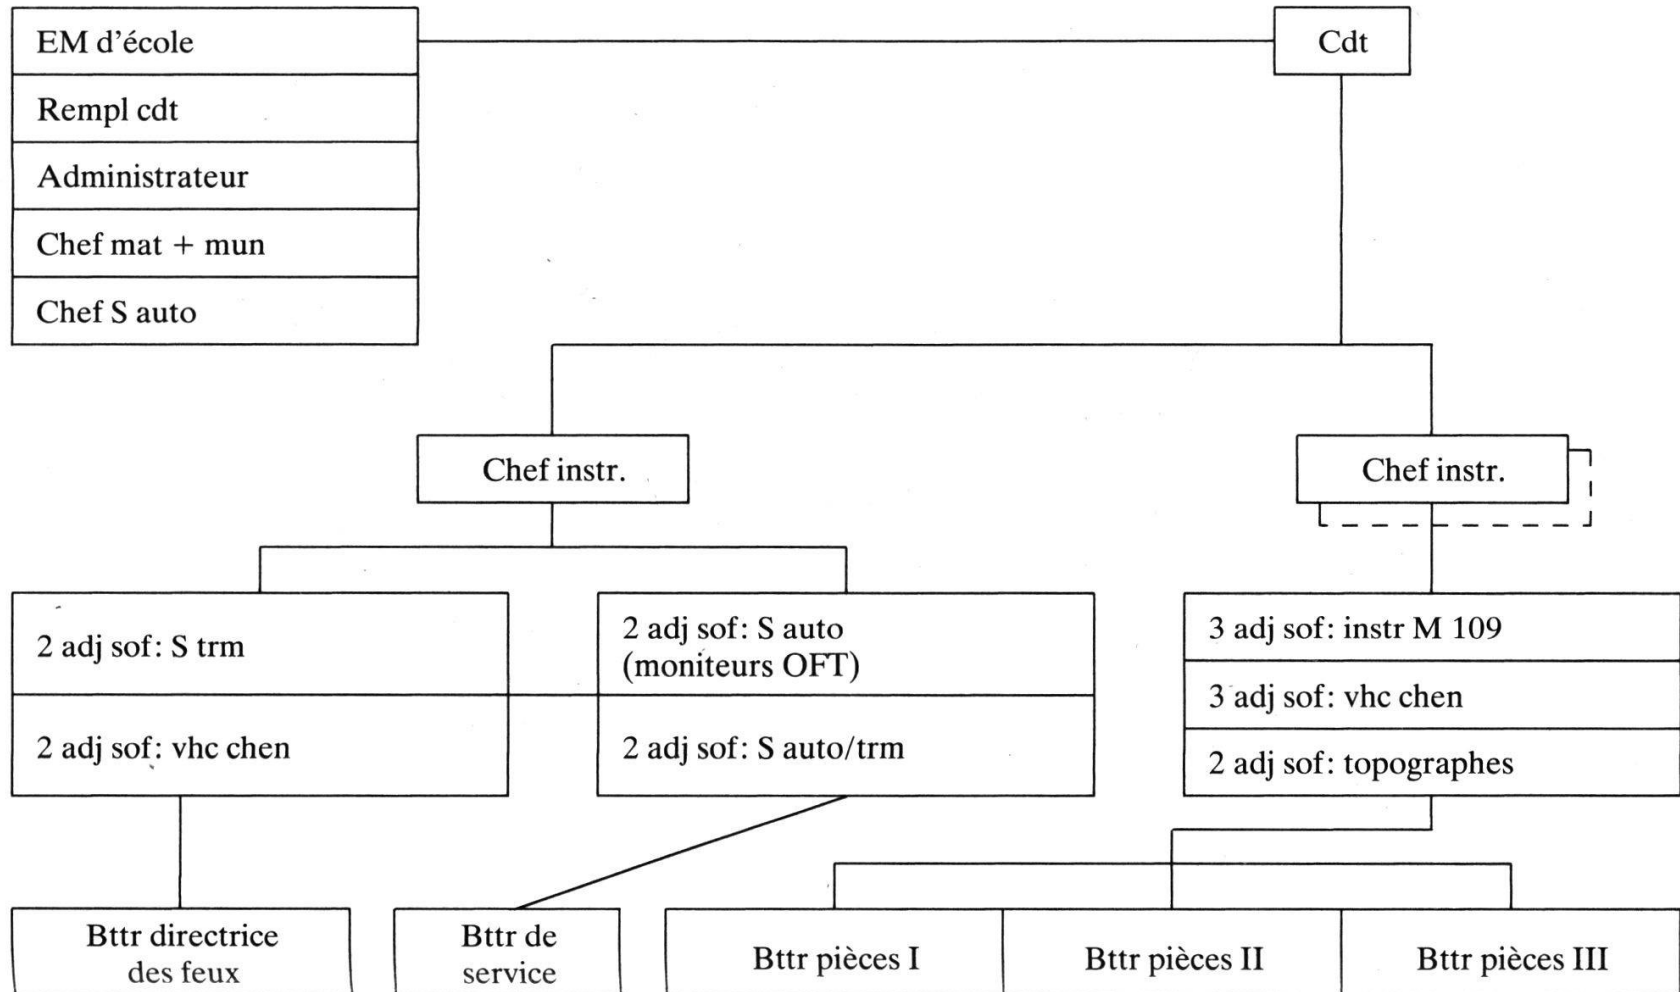 EM d'école
Cdt
Rempl cdt
Administrateur
Chef mat + mun
Chef S auto
Chef instr.
Chef instr.
2 adj sof: S trm
2 adj sof: vhc chen
2 adj sof: S auto
(moniteurs OFT)
2 adj sof: S auto/trm
3 adj sof: instr M 109
3 adj sof: vhc chen
2 adj sof: topographes
Bttr directrice
des feux
Bttr de
service
Bttr pièces I
Bttr pièces II
Bttr pièces III